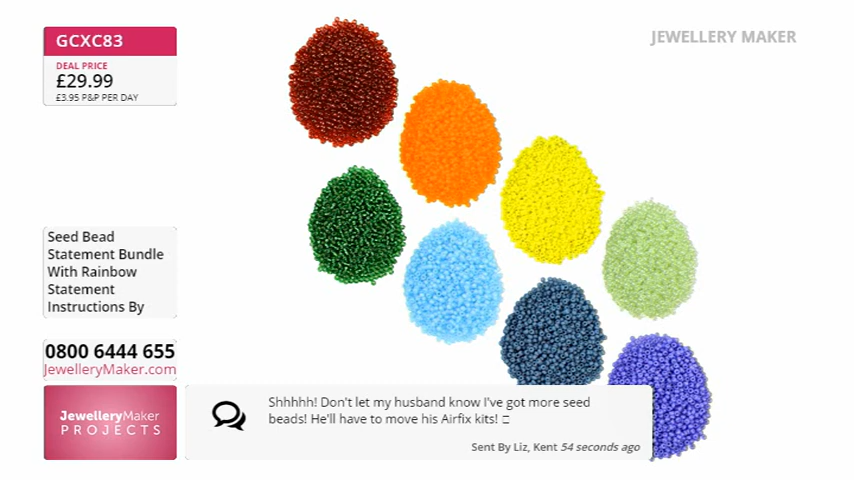 GCXC83
DEAL PRICE
£29.99
£3.95 P&P PER DAY
JEWELLERY MAKER
Seed Bead
Statement Bundle
With Rainbow
Statement
Instructions By
0800 6444 655
JewelleryMaker.com
JewelleryMaker
PROJECTS
Shhhhh! Don't let my husband know I've got more seed
beads! He'll have to move his Airfix kits! □
Sent By Liz, Kent 54 seconds ago